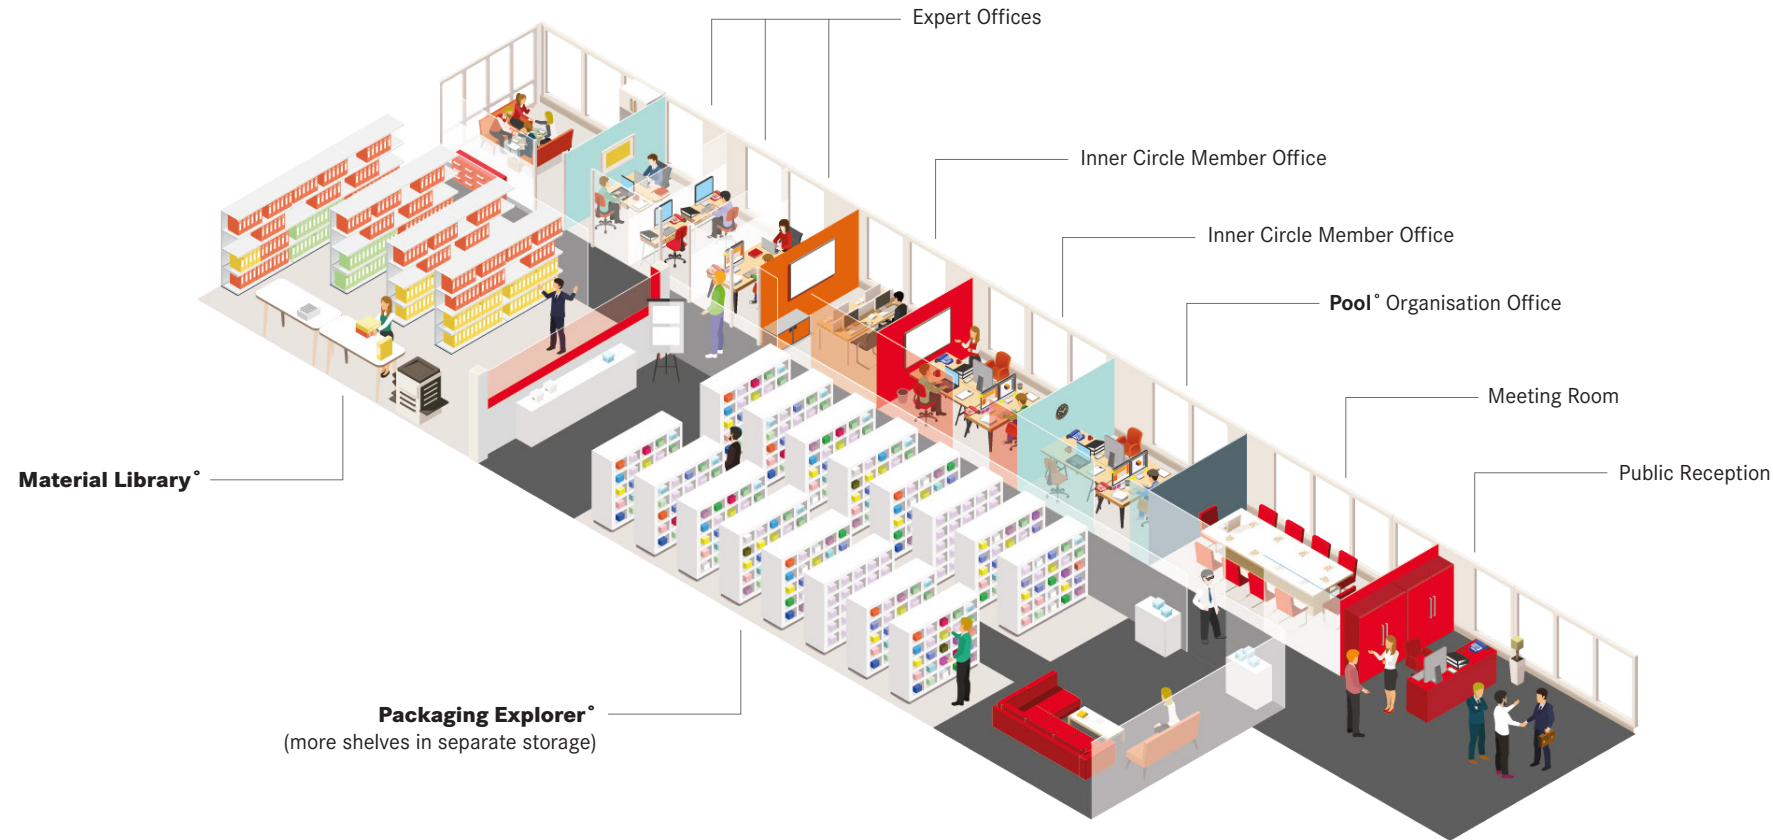 Expert Offices
Inner Circle Member Office
Inner Circle Member Office
Pool° Organisation Office
Meeting Room
Public Reception
Material Library°
Packaging Explorer°
(more shelves in separate storage)